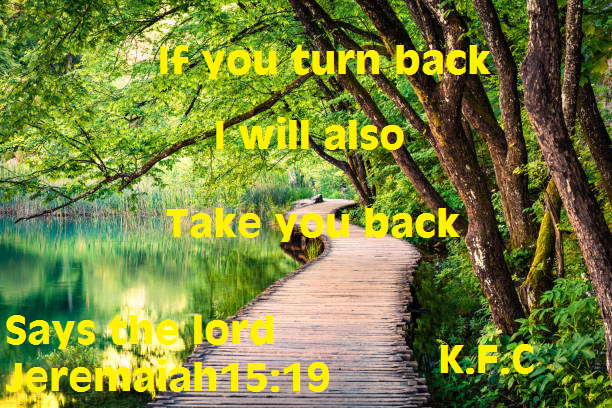 If you turn back
I will also
Take you back
Says the lord
Jeremaiah15:19
K.F.C